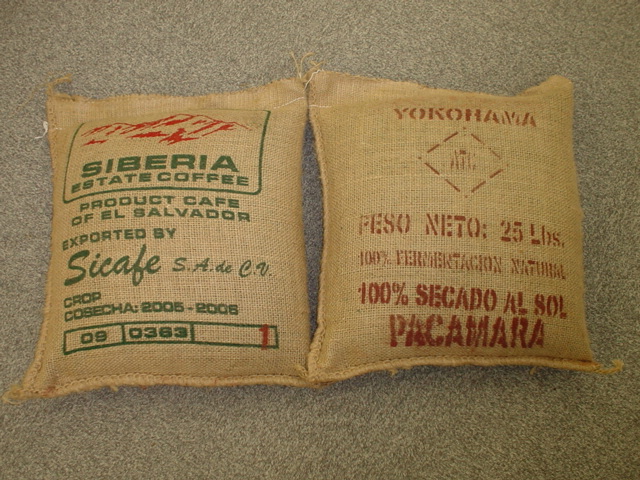 SIBERIA
ESTATE COFFEE
PRODUCT CAFE
OF EL SALVADOR
EXPORTED BY
Sicafe S.A. de C.V.
CROP
COSECHA: 2005 - 2006
09 0363 1
YOKOHAMA
PESO NETO: 25 Lbs.
100% FERMENTACION NATURAL
100% SECADO AL SOL
PACAMARA